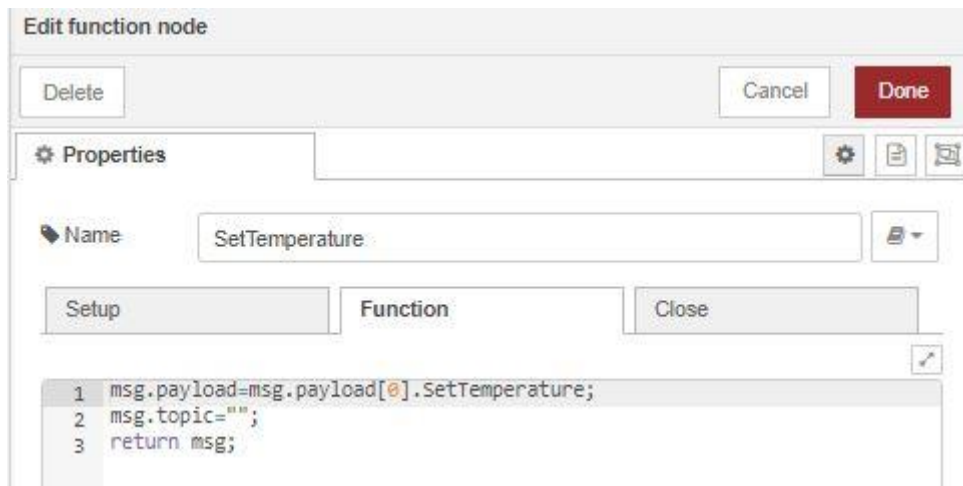 Edit function node
Delete Cancel Done
Properties
Name SetTemperature
Setup Function Close
1 msg.payload=msg.payload[0].SetTemperature;
2 msg.topic="";
3 return msg;